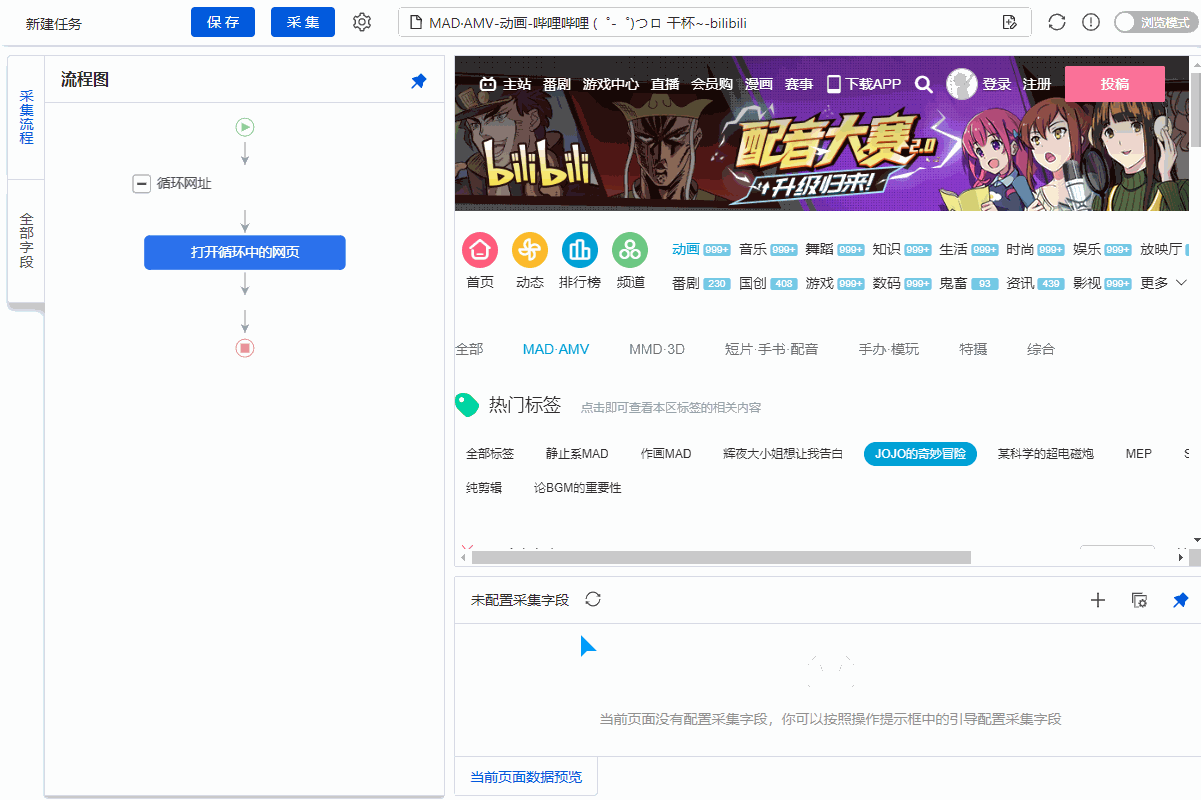 新建任务
保 存
采 集
MAD·AMV-动画-哔哩哔哩 ( ゜- ゜)つロ 干杯~-bilibili
浏览模式
采集流程
全部字段
流程图
循环网址
打开循环中的网页
主站 番剧 游戏中心 直播 会员购 漫画 赛事 下载APP 登录 注册 投稿
bilibili
配音大赛2.0
升级归来!
首页 动态 排行榜 频道
动画 999+ 音乐 999+ 舞蹈 999+ 知识 999+ 生活 999+ 时尚 999+ 娱乐 999+ 放映厅
番剧 230 国创 408 游戏 999+ 数码 999+ 鬼畜 93 资讯 439 影视 999+ 更多
全部 MAD·AMV MMD·3D 短片·手书·配音 手办·模玩 特摄 综合
热门标签 点击即可查看本区标签的相关内容
全部标签 静止系MAD 作画MAD 辉夜大小姐想让我告白 JOJO的奇妙冒险 某科学的超电磁炮 MEP
纯剪辑 论BGM的重要性
未配置采集字段
当前页面没有配置采集字段，你可以按照操作提示框中的引导配置采集字段
当前页面数据预览